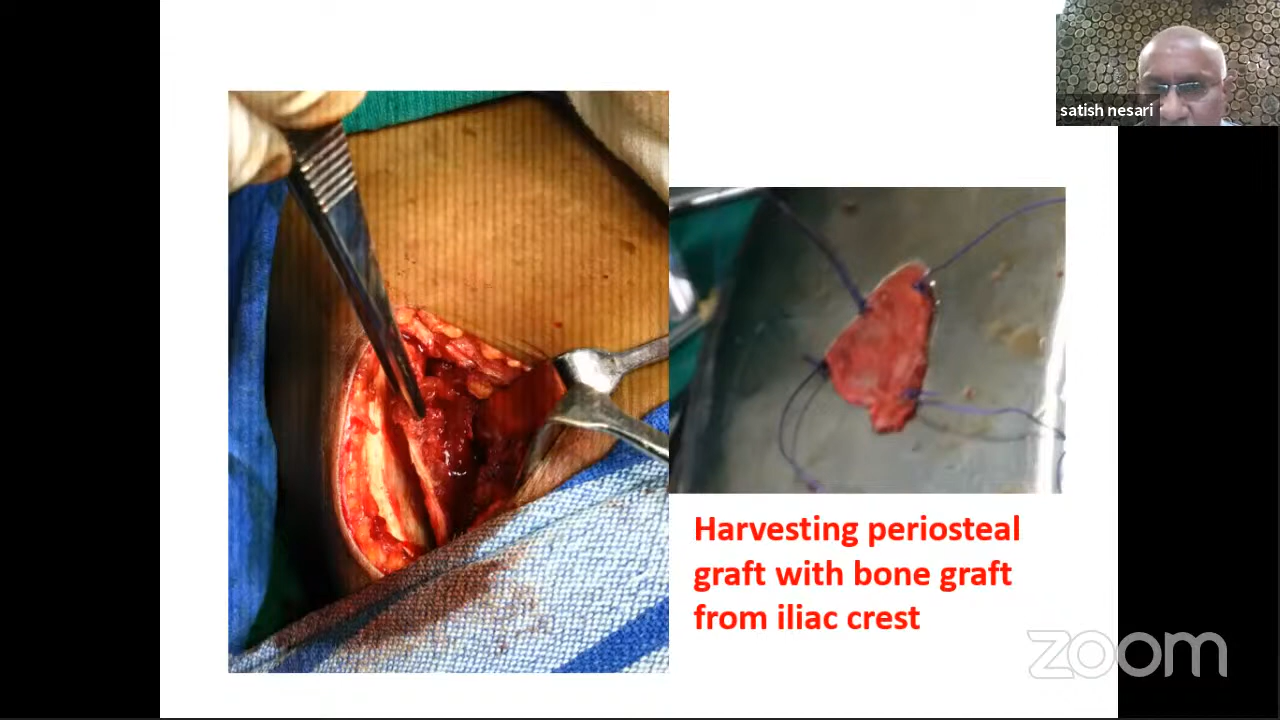 satish nesari
Harvesting periosteal
graft with bone graft
from iliac crest
zoom